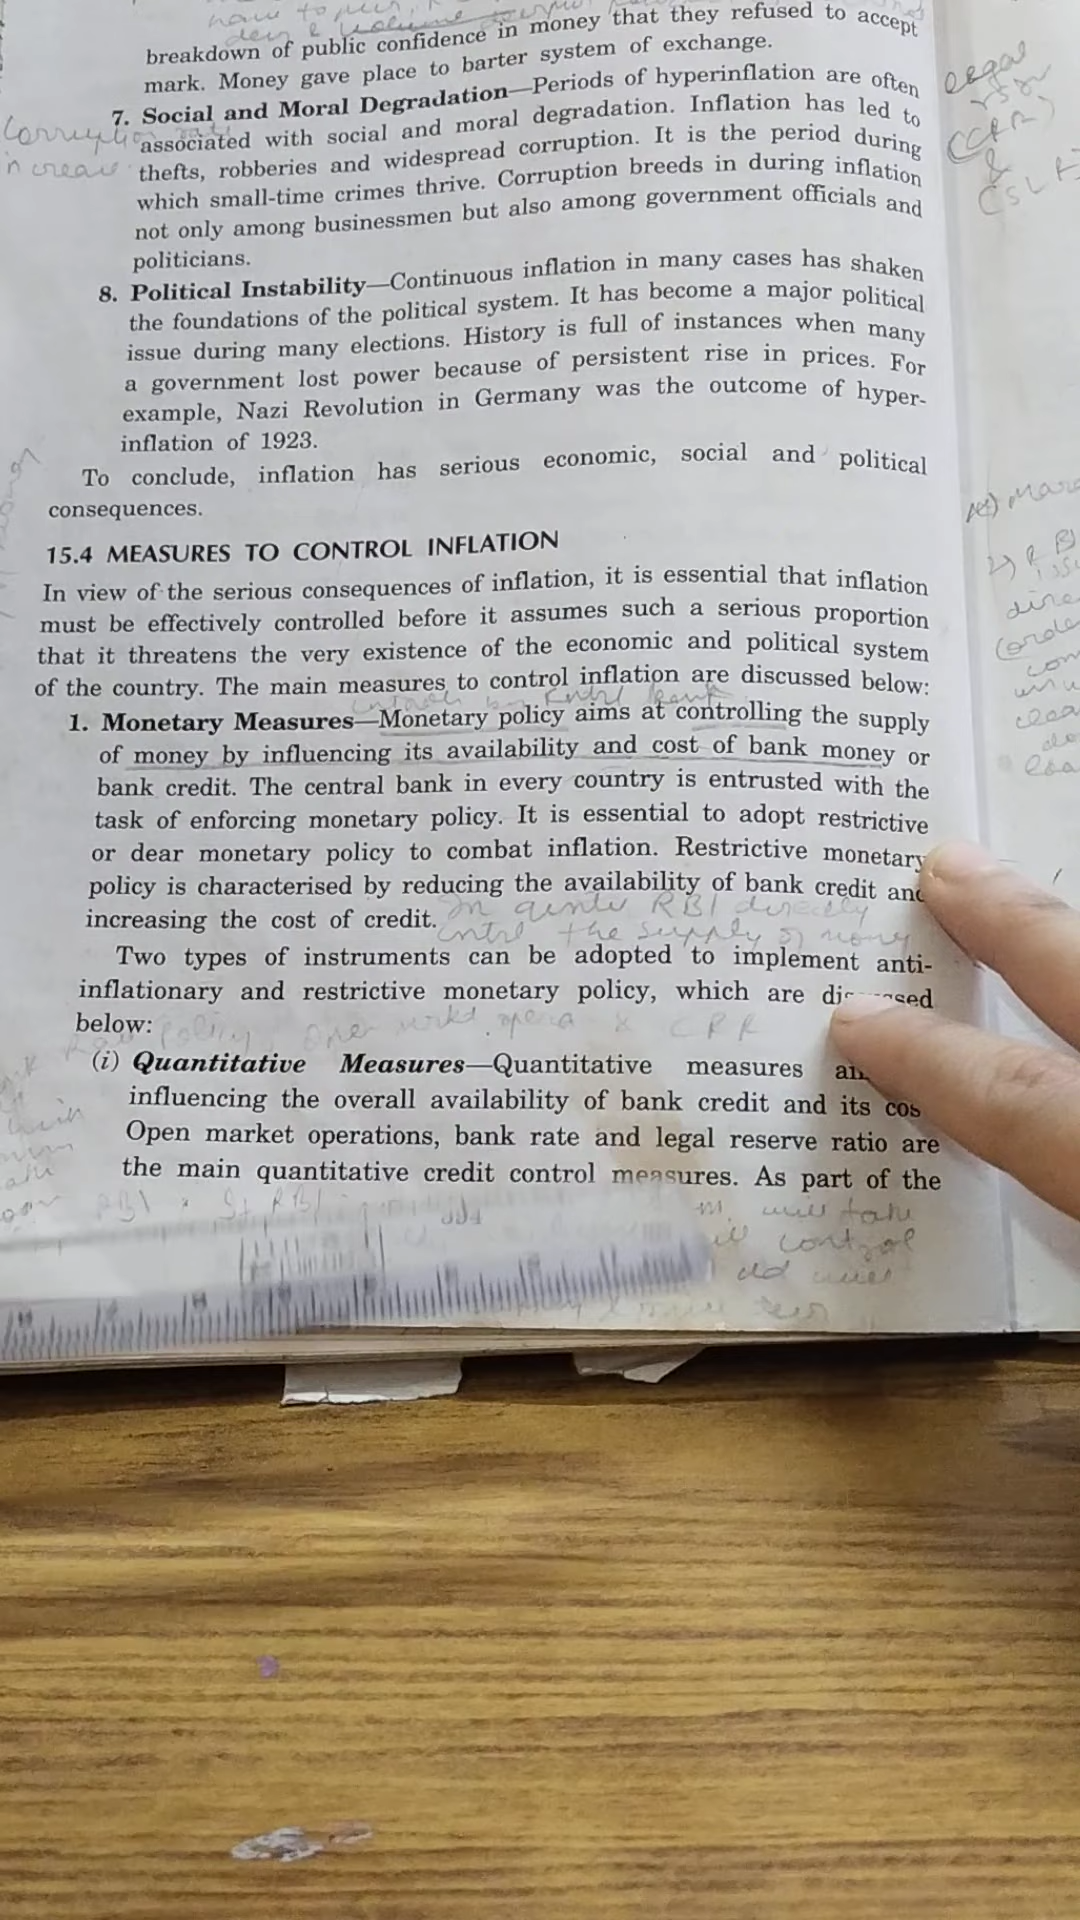 breakdown of public confidence in money that they refused to accept
mark. Money gave place to barter system of exchange.
7. Social and Moral Degradation—Periods of hyperinflation are often
associated with social and moral degradation. Inflation has led to
thefts, robberies and widespread corruption. It is the period during
which small-time crimes thrive. Corruption breeds in during inflation
not only among businessmen but also among government officials and
politicians.
8. Political Instability—Continuous inflation in many cases has shaken
the foundations of the political system. It has become a major political
issue during many elections. History is full of instances when many
a government lost power because of persistent rise in prices. For
example, Nazi Revolution in Germany was the outcome of hyper-
inflation of 1923.
To conclude, inflation has serious economic, social and political
consequences.
15.4 MEASURES TO CONTROL INFLATION
In view of the serious consequences of inflation, it is essential that inflation
must be effectively controlled before it assumes such a serious proportion
that it threatens the very existence of the economic and political system
of the country. The main measures to control inflation are discussed below:
1. Monetary Measures—Monetary policy aims at controlling the supply
of money by influencing its availability and cost of bank money or
bank credit. The central bank in every country is entrusted with the
task of enforcing monetary policy. It is essential to adopt restrictive
or dear monetary policy to combat inflation. Restrictive monetary
policy is characterised by reducing the availability of bank credit and
increasing the cost of credit.
RBI directly
the supply of money
Two types of instruments can be adopted to implement anti-
inflationary and restrictive monetary policy, which are
below:
policy CRR
(i) Quantitative Measures—Quantitative measures
influencing the overall availability of bank credit and its
Open market operations, bank rate and legal reserve ratio are
the main quantitative credit control measures. As part of the
RBI
will take
control
legal
(CRR)
&